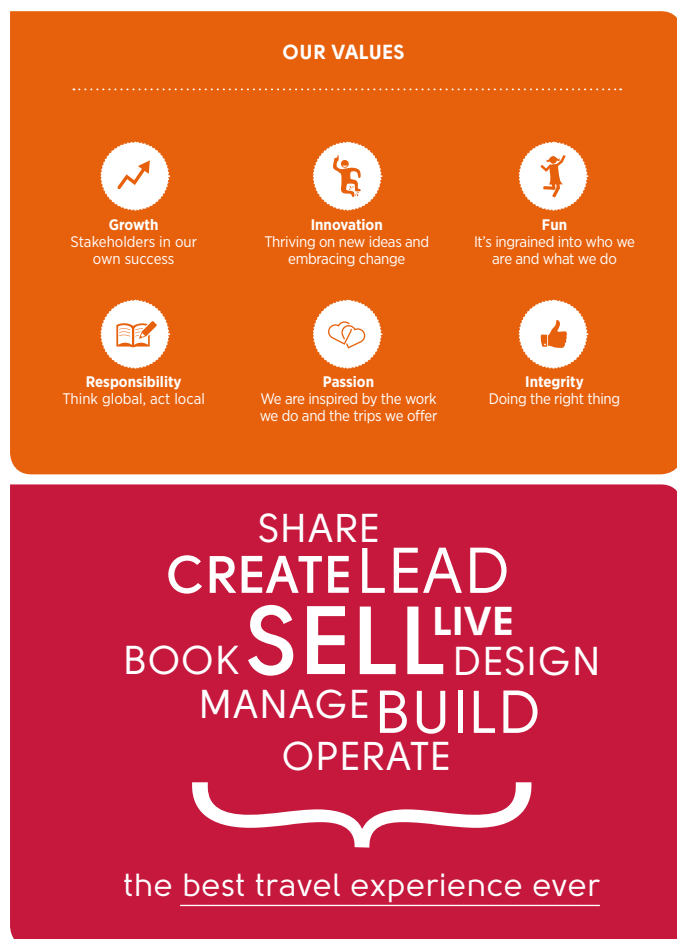 OUR VALUES
Growth
Stakeholders in our
own success
Innovation
Thriving on new ideas and
embracing change
Fun
It's ingrained into who we
are and what we do
Responsibility
Think global, act local
Passion
We are inspired by the work
we do and the trips we offer
Integrity
Doing the right thing
SHARE
CREATE LEAD
LIVE
BOOK SELL DESIGN
MANAGE BUILD
OPERATE
the best travel experience ever